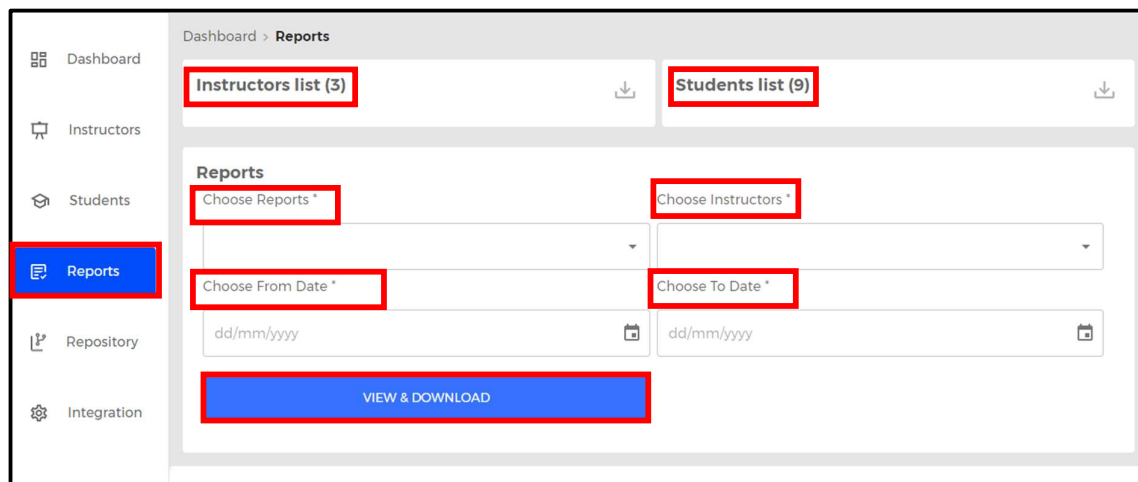 Dashboard > Reports
Dashboard
Instructors
Students
Reports
Repository
Integration
Instructors list (3)
Students list (9)
Reports
Choose Reports *
Choose Instructors *
Choose From Date *
Choose To Date *
dd/mm/yyyy
dd/mm/yyyy
VIEW & DOWNLOAD